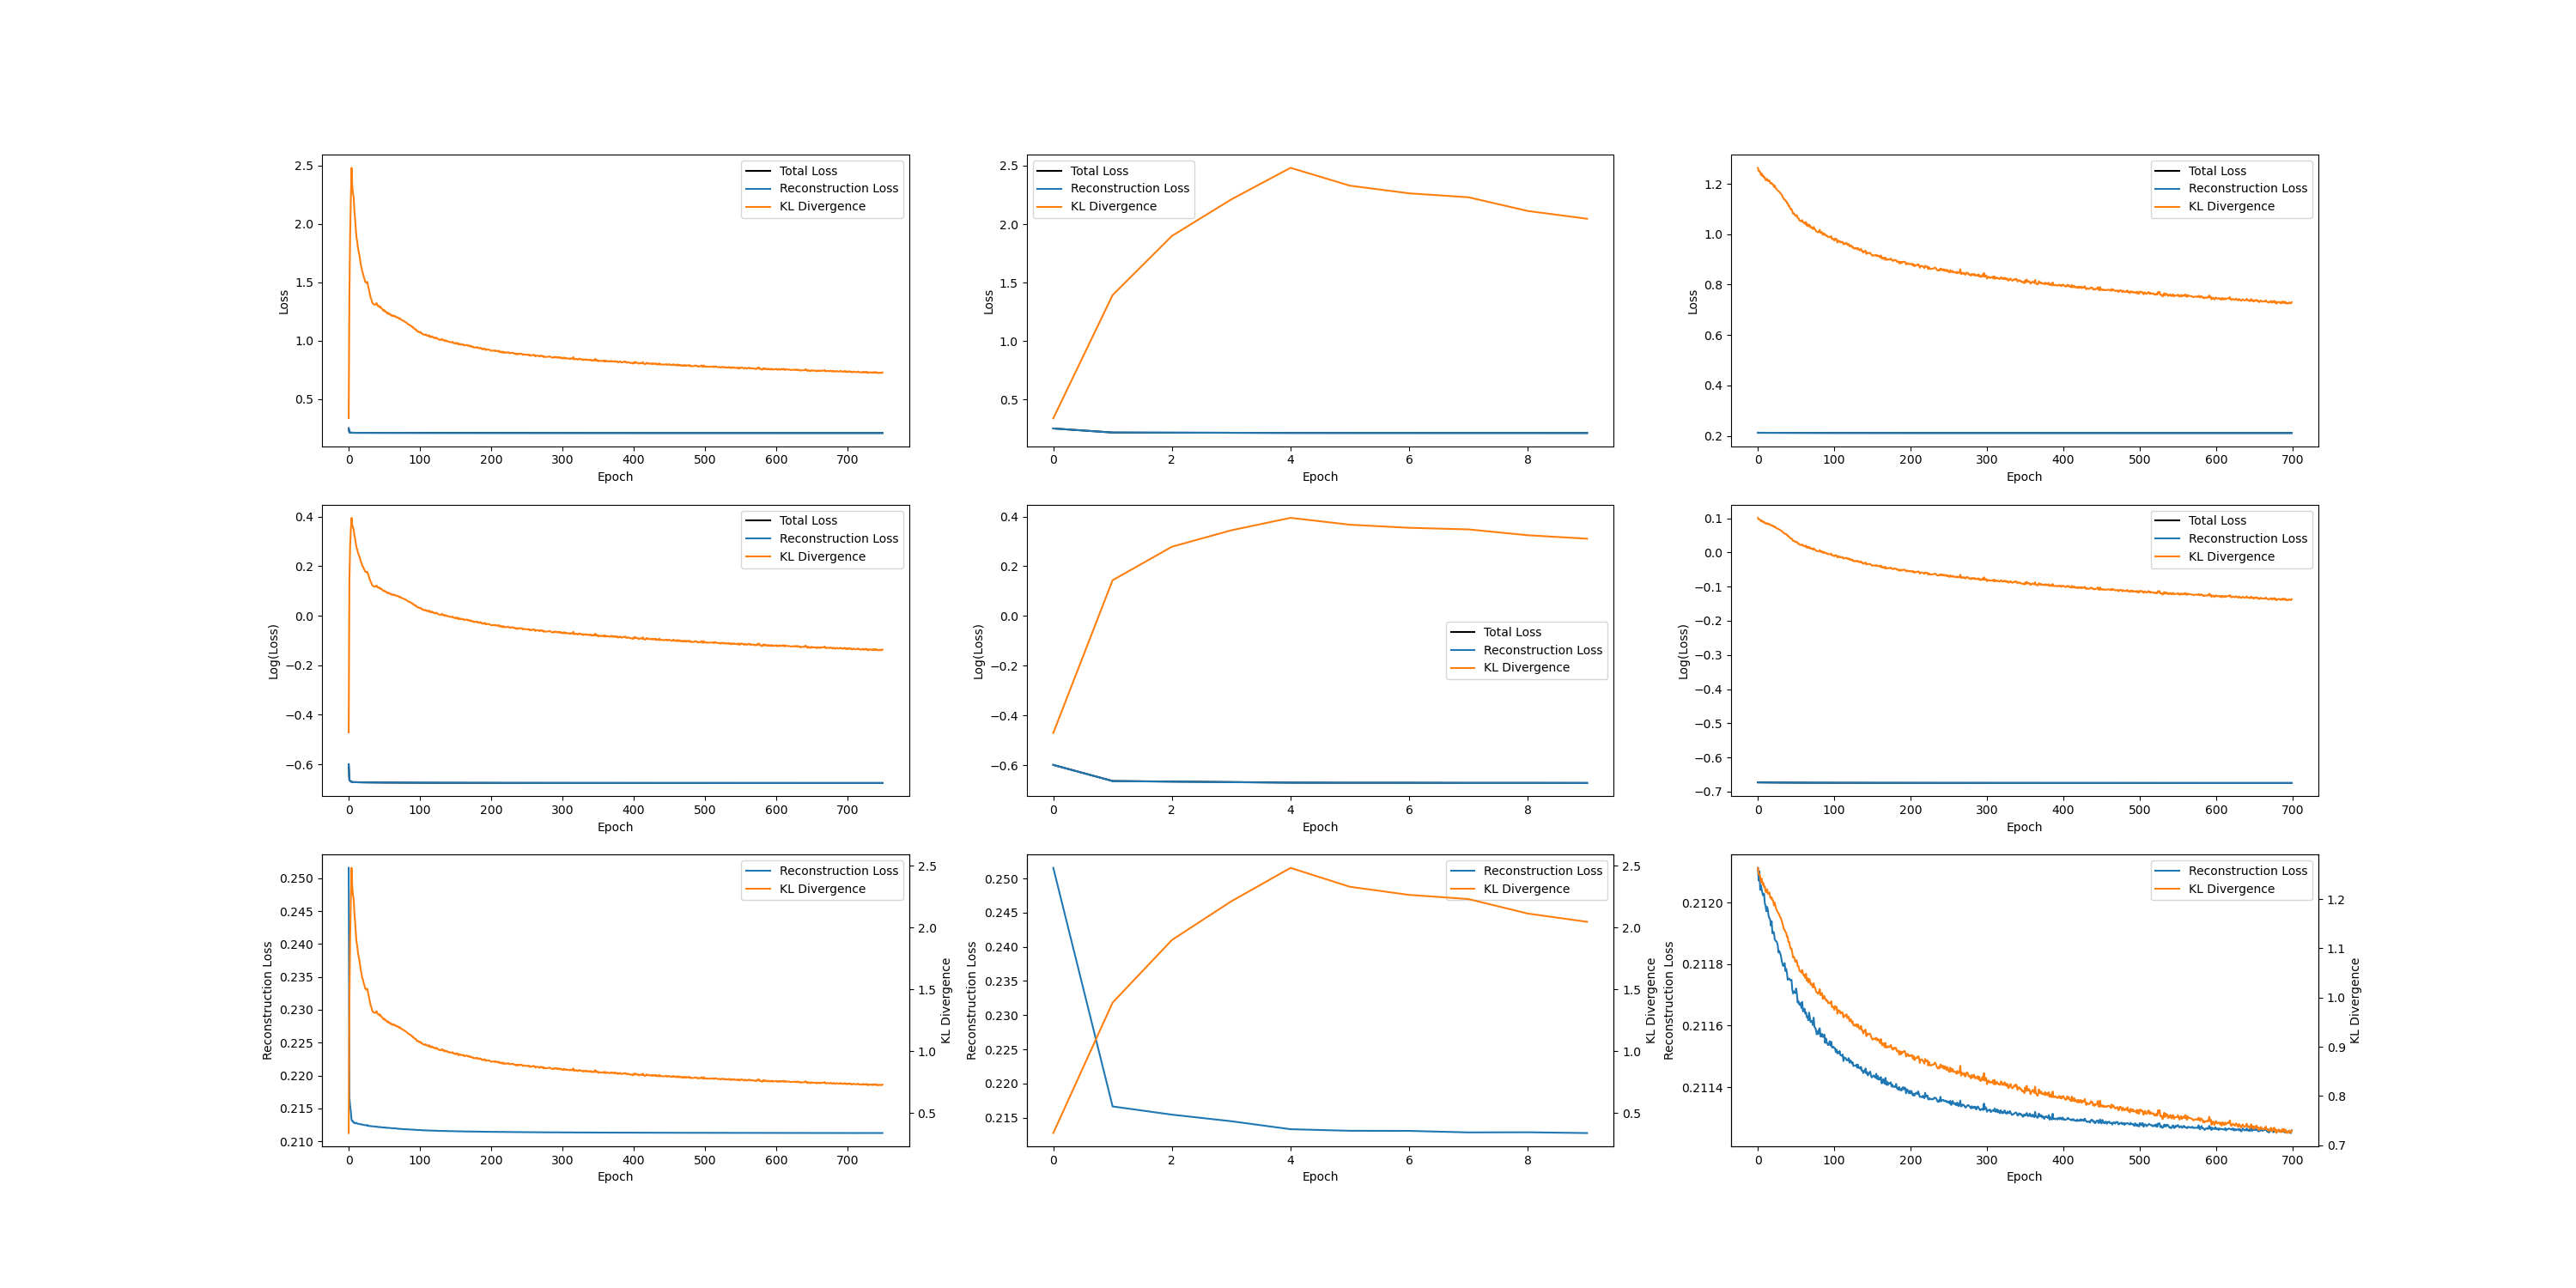 2.5
2.0
1.5
1.0
0.5
Loss
0 100 200 300 400 500 600 700
Epoch
Total Loss
Reconstruction Loss
KL Divergence
2.5
2.0
1.5
1.0
0.5
Loss
0 2 4 6 8
Epoch
Total Loss
Reconstruction Loss
KL Divergence
1.2
1.0
0.8
0.6
0.4
0.2
Loss
0 100 200 300 400 500 600 700
Epoch
Total Loss
Reconstruction Loss
KL Divergence
0.4
0.2
0.0
−0.2
−0.4
−0.6
Log(Loss)
0 100 200 300 400 500 600 700
Epoch
Total Loss
Reconstruction Loss
KL Divergence
0.4
0.2
0.0
−0.2
−0.4
−0.6
Log(Loss)
0 2 4 6 8
Epoch
Total Loss
Reconstruction Loss
KL Divergence
0.1
0.0
−0.1
−0.2
−0.3
−0.4
−0.5
−0.6
−0.7
Log(Loss)
0 100 200 300 400 500 600 700
Epoch
Total Loss
Reconstruction Loss
KL Divergence
0.250
0.245
0.240
0.235
0.230
0.225
0.220
0.215
0.210
Reconstruction Loss
0 100 200 300 400 500 600 700
Epoch
Reconstruction Loss
KL Divergence
2.5
2.0
1.5
1.0
0.5
KL Divergence
0.250
0.245
0.240
0.235
0.230
0.225
0.220
0.215
Reconstruction Loss
0 2 4 6 8
Epoch
Reconstruction Loss
KL Divergence
2.5
2.0
1.5
1.0
0.5
KL Divergence
0.2120
0.2118
0.2116
0.2114
Reconstruction Loss
0 100 200 300 400 500 600 700
Epoch
Reconstruction Loss
KL Divergence
1.2
1.1
1.0
0.9
0.8
0.7
KL Divergence